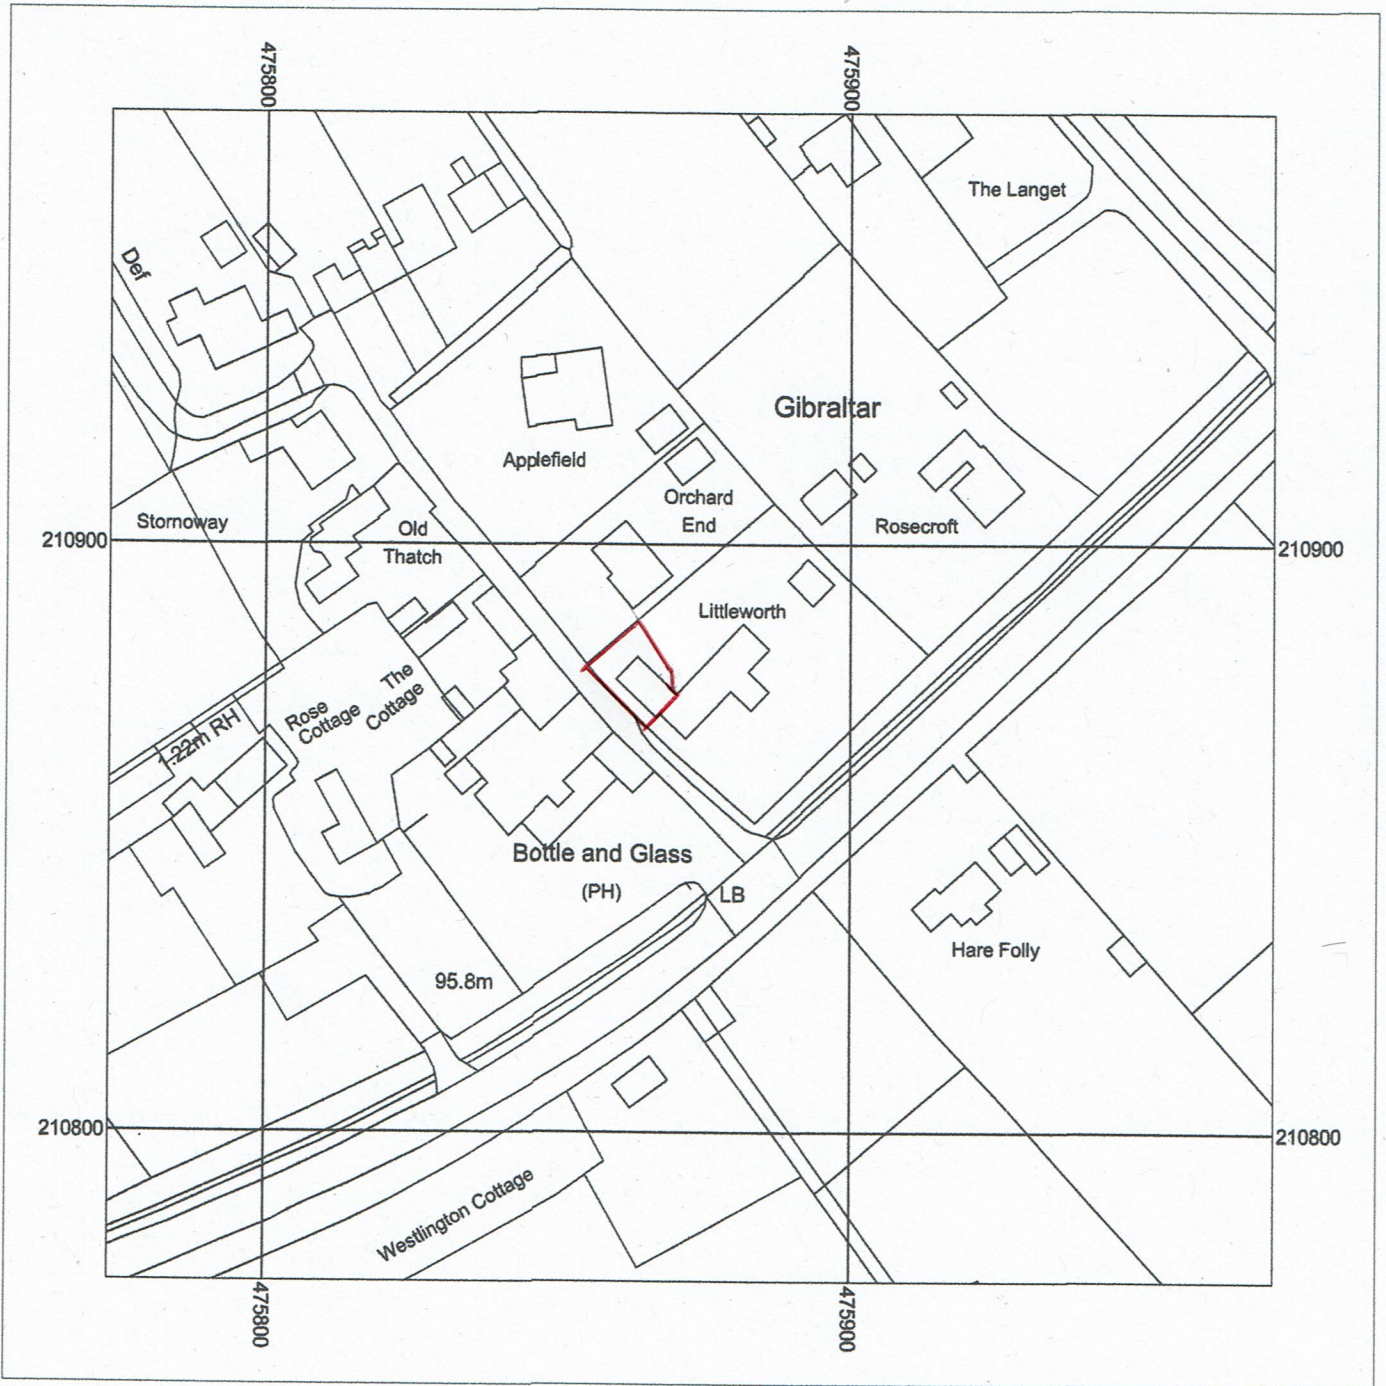 475800
475900
The Langet
Def
Gibraltar
Applefield
Orchard
End
Stornoway
Old
Thatch
Rosecroft
210900
210900
Littleworth
The
Cottage
Rose
Cottage
1.22m RH
Bottle and Glass
(PH)
LB
Hare Folly
95.8m
210800
210800
Westlington Cottage
475800
475900